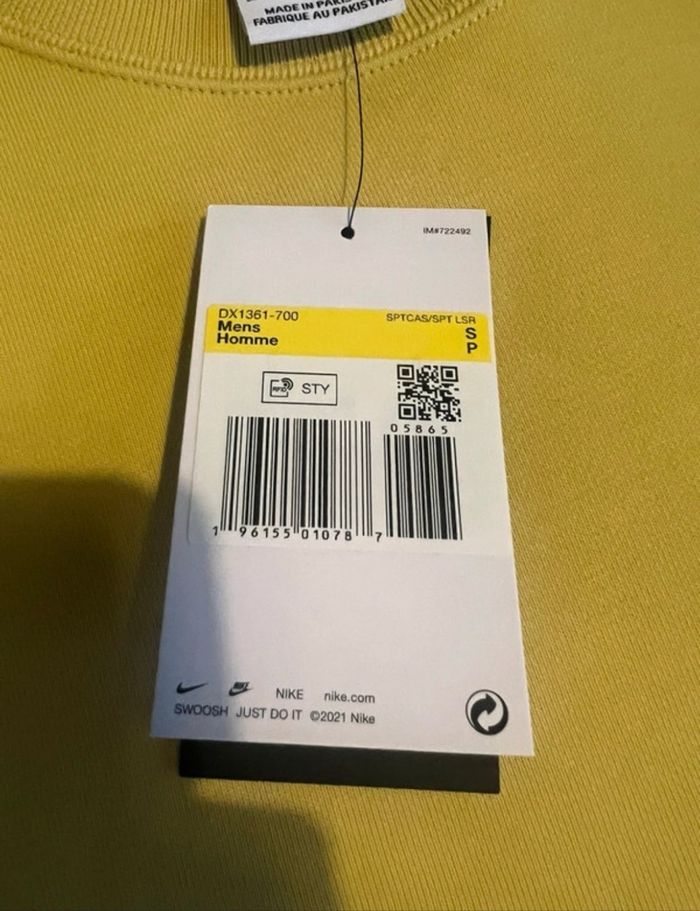 MADE IN
FABRIQUE AU PAKISTAN
IM#722492
DX1361-700 SPTCAS/SPT LSR
Mens S
Homme P
RFID STY
05865
1 96155 01078 7
NIKE nike.com
SWOOSH JUST DO IT ©2021 Nike